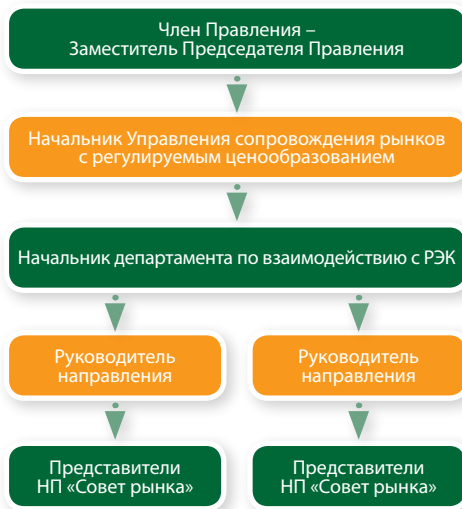 Член Правления –
Заместитель Председателя Правления
Начальник Управления сопровождения рынков
с регулируемым ценообразованием
Начальник департамента по взаимодействию с РЭК
Руководитель
направления
Руководитель
направления
Представители
НП «Совет рынка»
Представители
НП «Совет рынка»